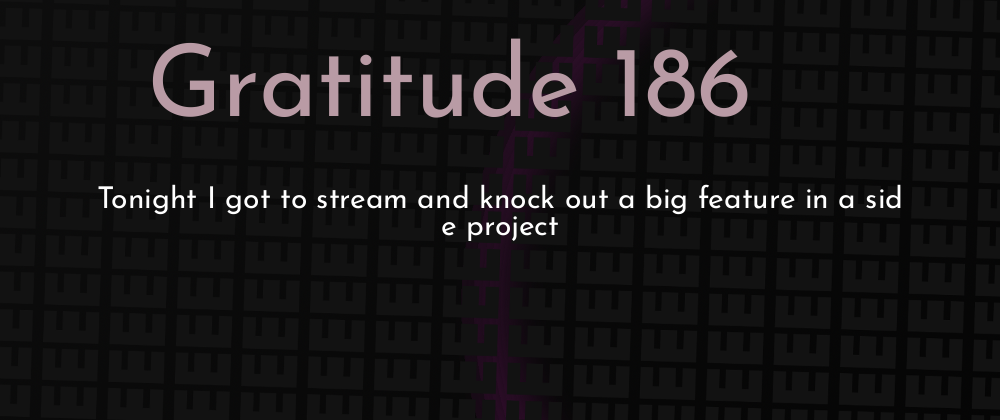 Gratitude 186
Tonight I got to stream and knock out a big feature in a sid
e project